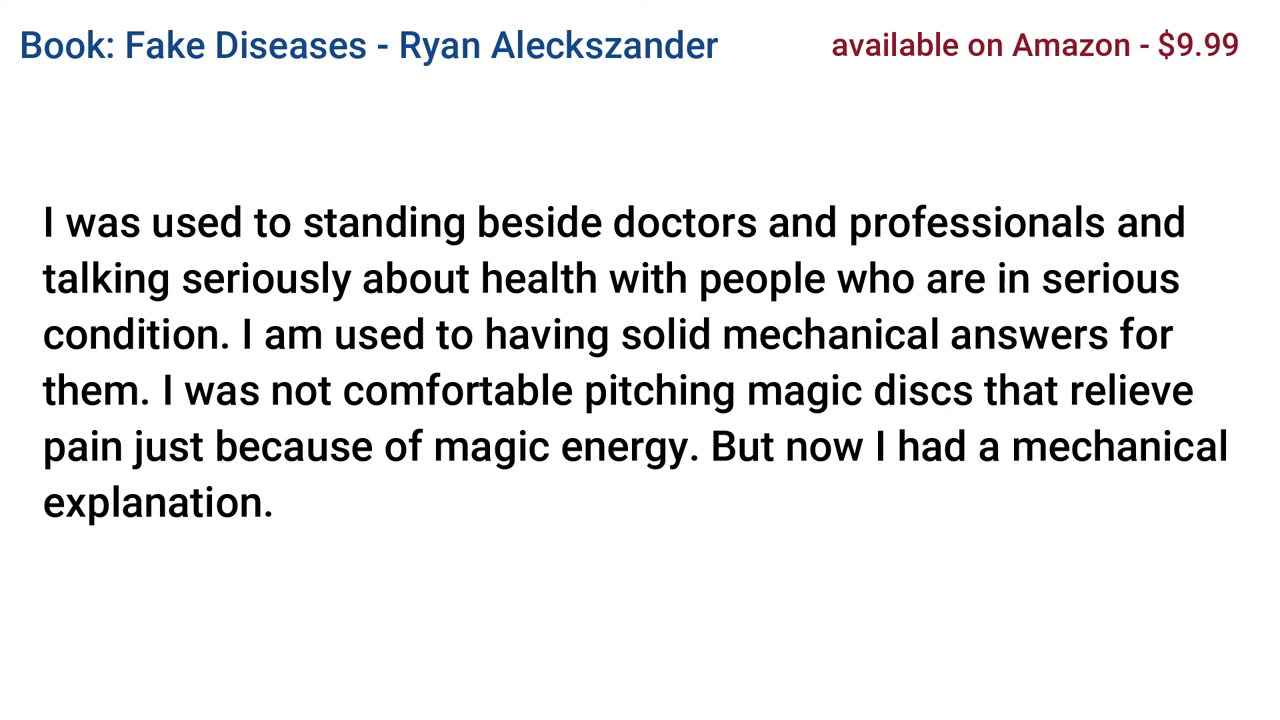 Book: Fake Diseases - Ryan Aleckszander
available on Amazon - $9.99
I was used to standing beside doctors and professionals and
talking seriously about health with people who are in serious
condition. I am used to having solid mechanical answers for
them. I was not comfortable pitching magic discs that relieve
pain just because of magic energy. But now I had a mechanical
explanation.